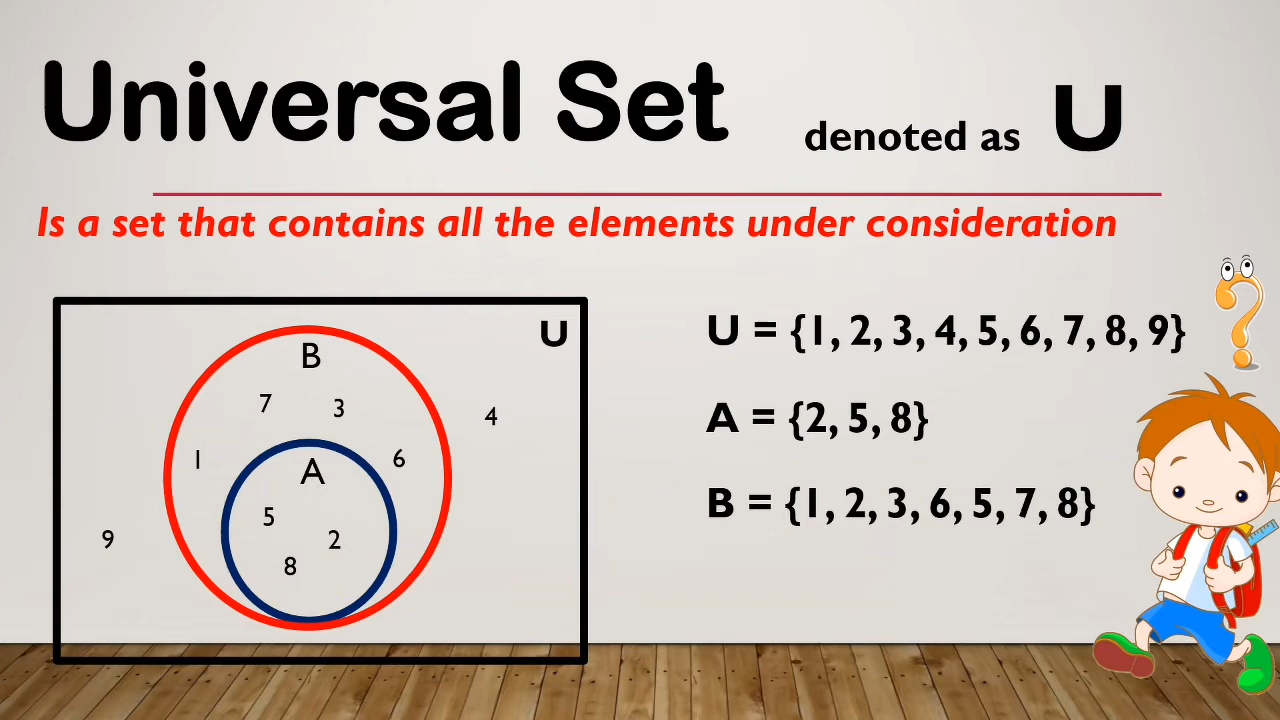 Universal Set denoted as U
Is a set that contains all the elements under consideration
U
B
7 3
4
1 6
A
5
2
9
8
U = {1, 2, 3, 4, 5, 6, 7, 8, 9}
A = {2, 5, 8}
B = {1, 2, 3, 6, 5, 7, 8}